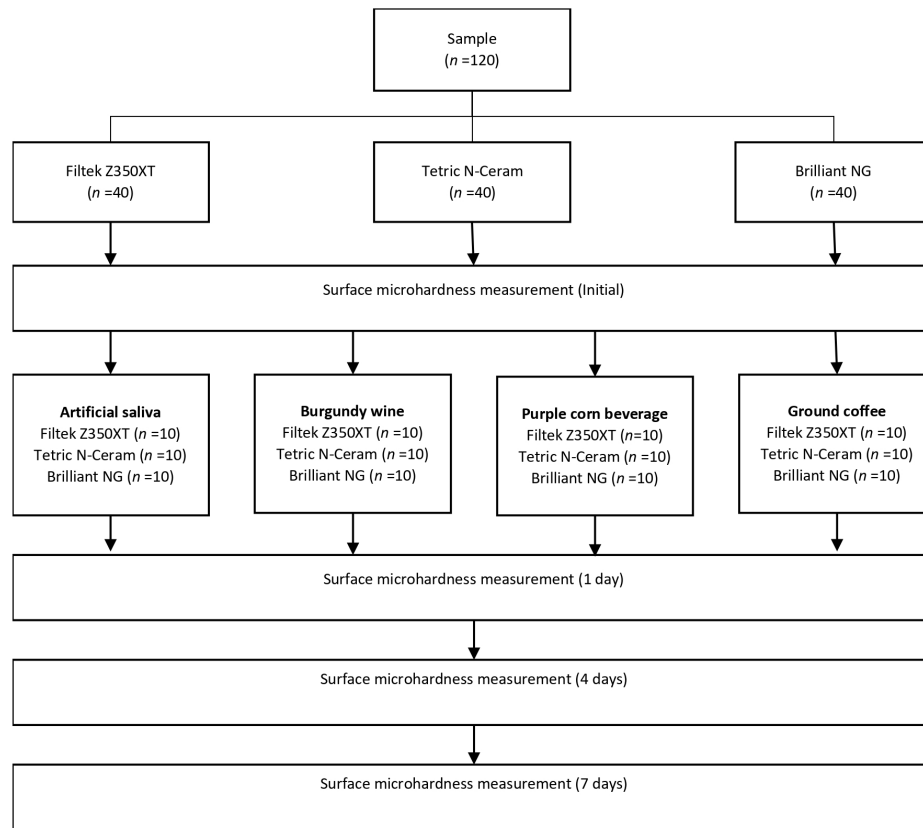 Sample
(n =120)
Filtek Z350XT
(n =40)
Tetric N-Ceram
(n =40)
Brilliant NG
(n =40)
Surface microhardness measurement (Initial)
Artificial saliva
Filtek Z350XT (n =10)
Tetric N-Ceram (n =10)
Brilliant NG (n =10)
Burgundy wine
Filtek Z350XT (n =10)
Tetric N-Ceram (n =10)
Brilliant NG (n =10)
Purple corn beverage
Filtek Z350XT (n=10)
Tetric N-Ceram (n =10)
Brilliant NG (n =10)
Ground coffee
Filtek Z350XT (n =10)
Tetric N-Ceram (n =10)
Brilliant NG (n =10)
Surface microhardness measurement (1 day)
Surface microhardness measurement (4 days)
Surface microhardness measurement (7 days)